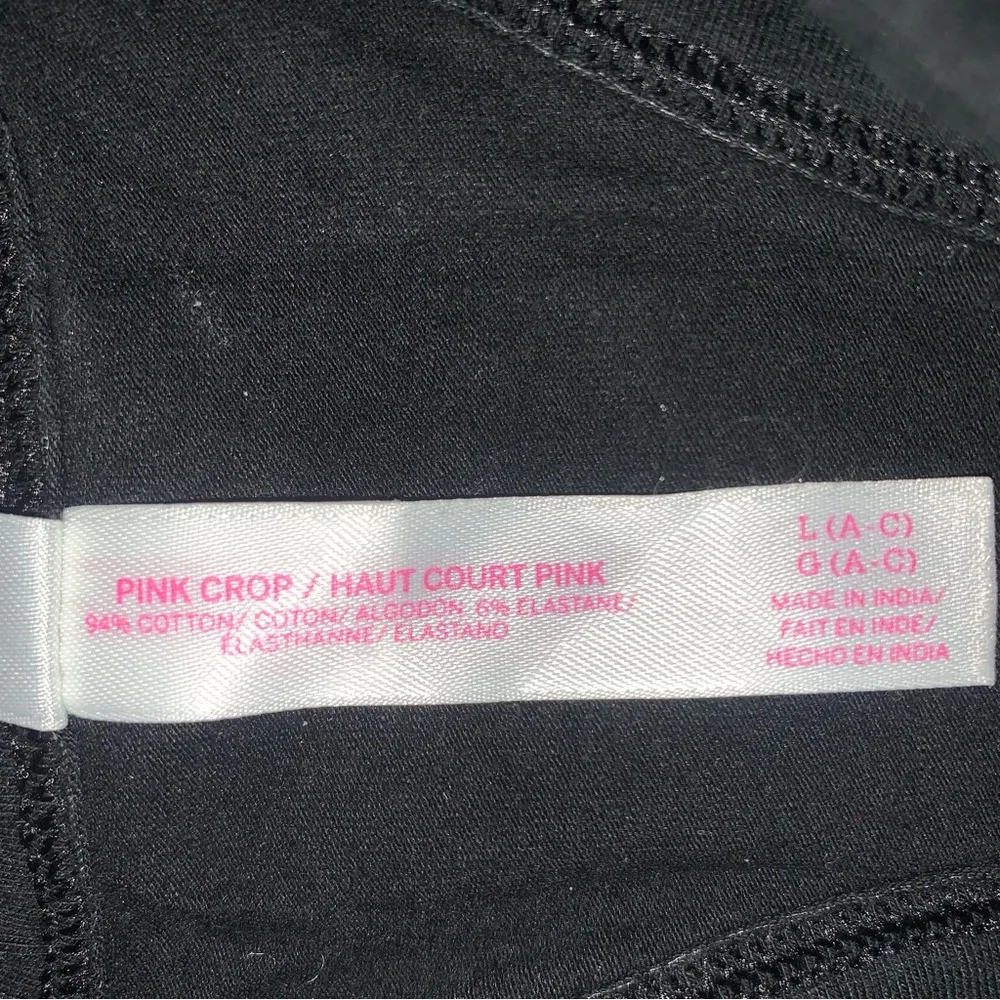 PINK CROP / HAUT COURT PINK
94% COTTON/ COTON/ ALGODON 6% ELASTANE/
ÉLASTHANNE/ ELASTANO
L (A-C)
G (A-C)
MADE IN INDIA/
FAIT EN INDE/
HECHO EN INDIA